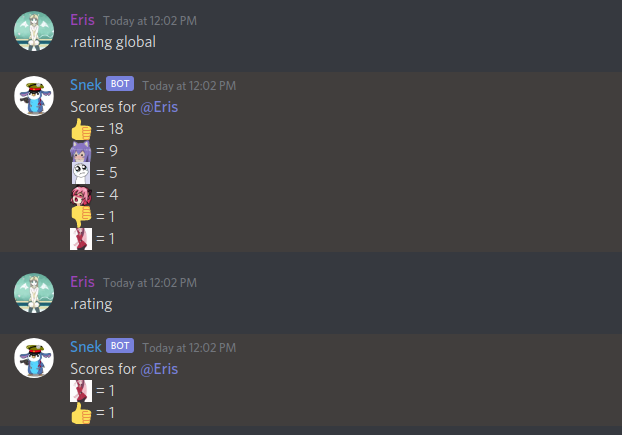 Eris Today at 12:02 PM
.rating global
Snek BOT Today at 12:02 PM
Scores for @Eris
👍 = 18
= 9
= 5
= 4
👎 = 1
= 1
Eris Today at 12:02 PM
.rating
Snek BOT Today at 12:02 PM
Scores for @Eris
= 1
👍 = 1